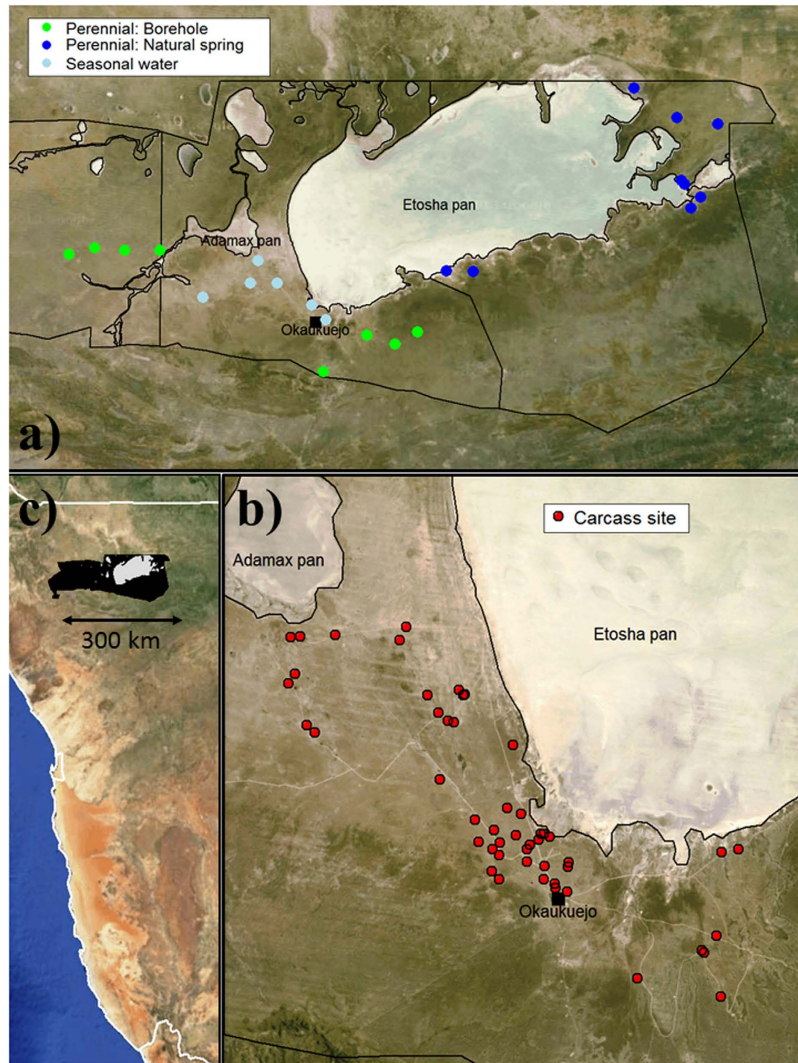 Perennial: Borehole
Perennial: Natural spring
Seasonal water
Etosha pan
Adamax pan
Okaukuejo
a)
c)
300 km
b)
Carcass site
Adamax pan
Etosha pan
Okaukuejo